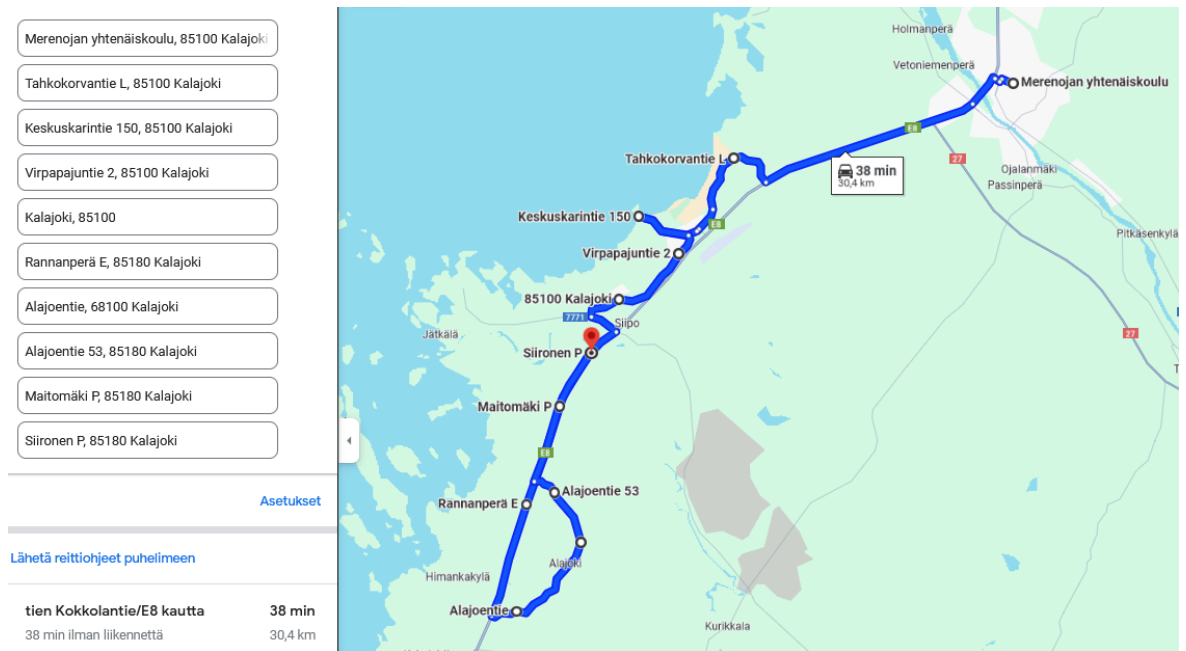 Merenojan yhtenäiskoulu, 85100 Kalajoki
Tahkokorvantie L, 85100 Kalajoki
Keskuskarintie 150, 85100 Kalajoki
Virpapajuntie 2, 85100 Kalajoki
Kalajoki, 85100
Rannanperä E, 85180 Kalajoki
Alajoentie, 68100 Kalajoki
Alajoentie 53, 85180 Kalajoki
Maitomäki P, 85180 Kalajoki
Siironen P, 85180 Kalajoki
Asetukset
Lähetä reittiohjeet puhelimeen
tien Kokkolantie/E8 kautta 38 min
38 min ilman liikennettä 30,4 km
Holmanperä
Vetoniemenperä
Merenojan yhtenäiskoulu
E8
27
Tahkokorvantie L
38 min
30,4 km
Ojalanmäki
Passinperä
Keskuskarintie 150
E8
Pitkäsenkylä
Virpapajuntie 2
85100 Kalajoki
7771
Siipo
Jätkälä
27
Siironen P
Maitomäki P
E8
Alajoentie 53
Rannanperä E
Alajoki
Himankakylä
Alajoentie
Kurikkala